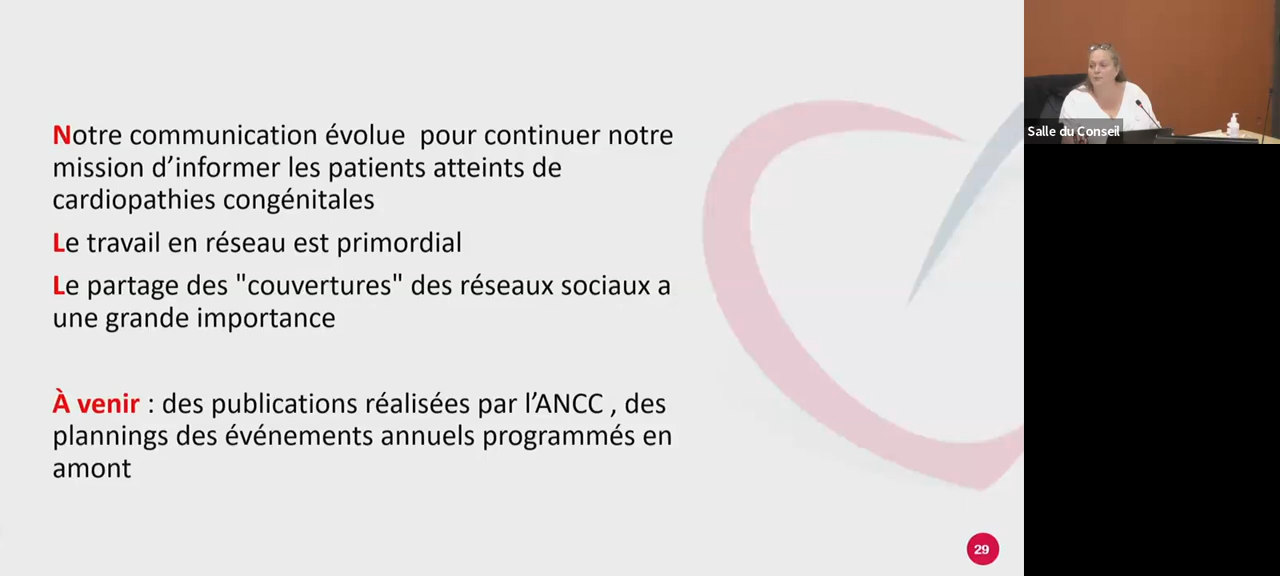 Notre communication évolue  pour continuer notre
mission d’informer les patients atteints de
cardiopathies congénitales
Le travail en réseau est primordial
Le partage des "couvertures" des réseaux sociaux a
une grande importance
À venir : des publications réalisées par l’ANCC , des
plannings des événements annuels programmés en
amont
29
Salle du Conseil